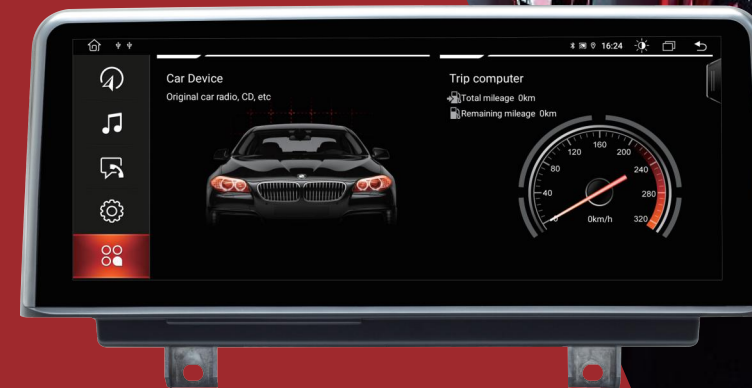 16:24
Car Device
Original car radio, CD, etc
Trip computer
Total mileage 0km
Remaining mileage 0km
160
120
200
80
240
40
280
0
0km/h
320